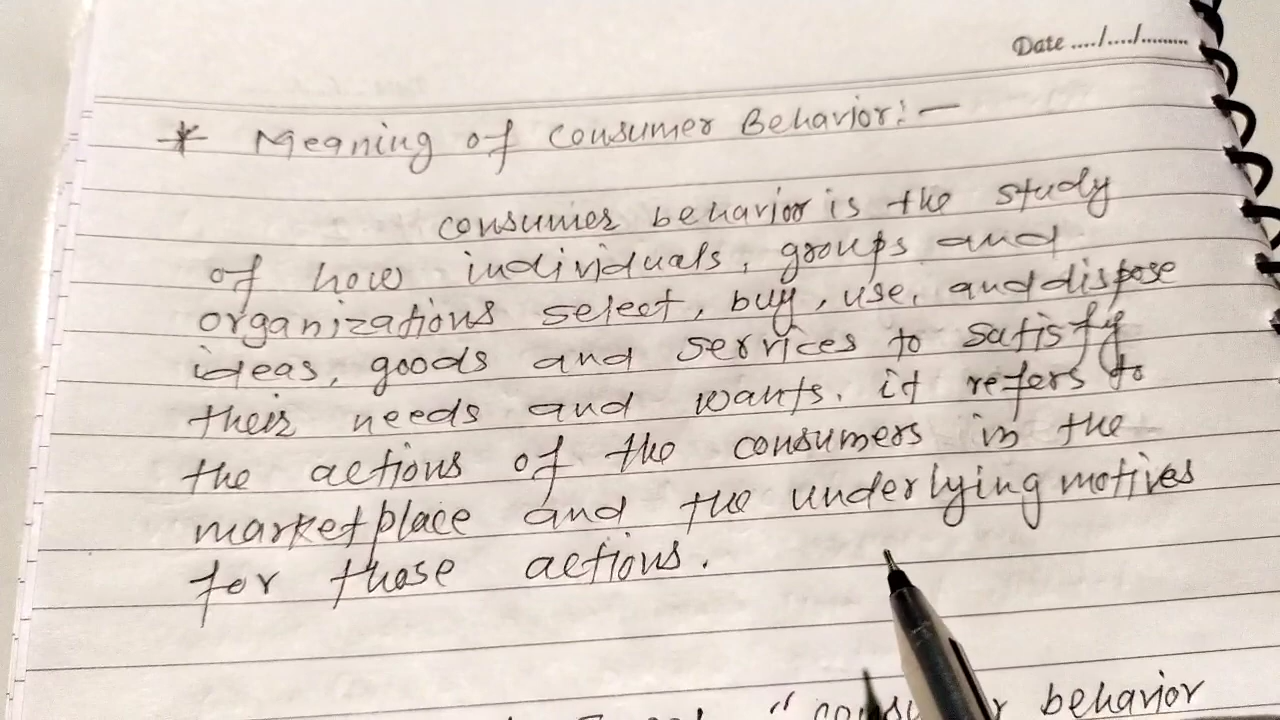 Date ..../..../.........
* Meaning of Consumer Behavior:-
consumer behavior is the study
of how individuals, groups and
organizations select, buy, use, and dispose
ideas, goods and services to satisfy
their needs and wants. it refers to
the actions of the consumers in the
marketplace and the underlying motives
for those actions.
" behavior